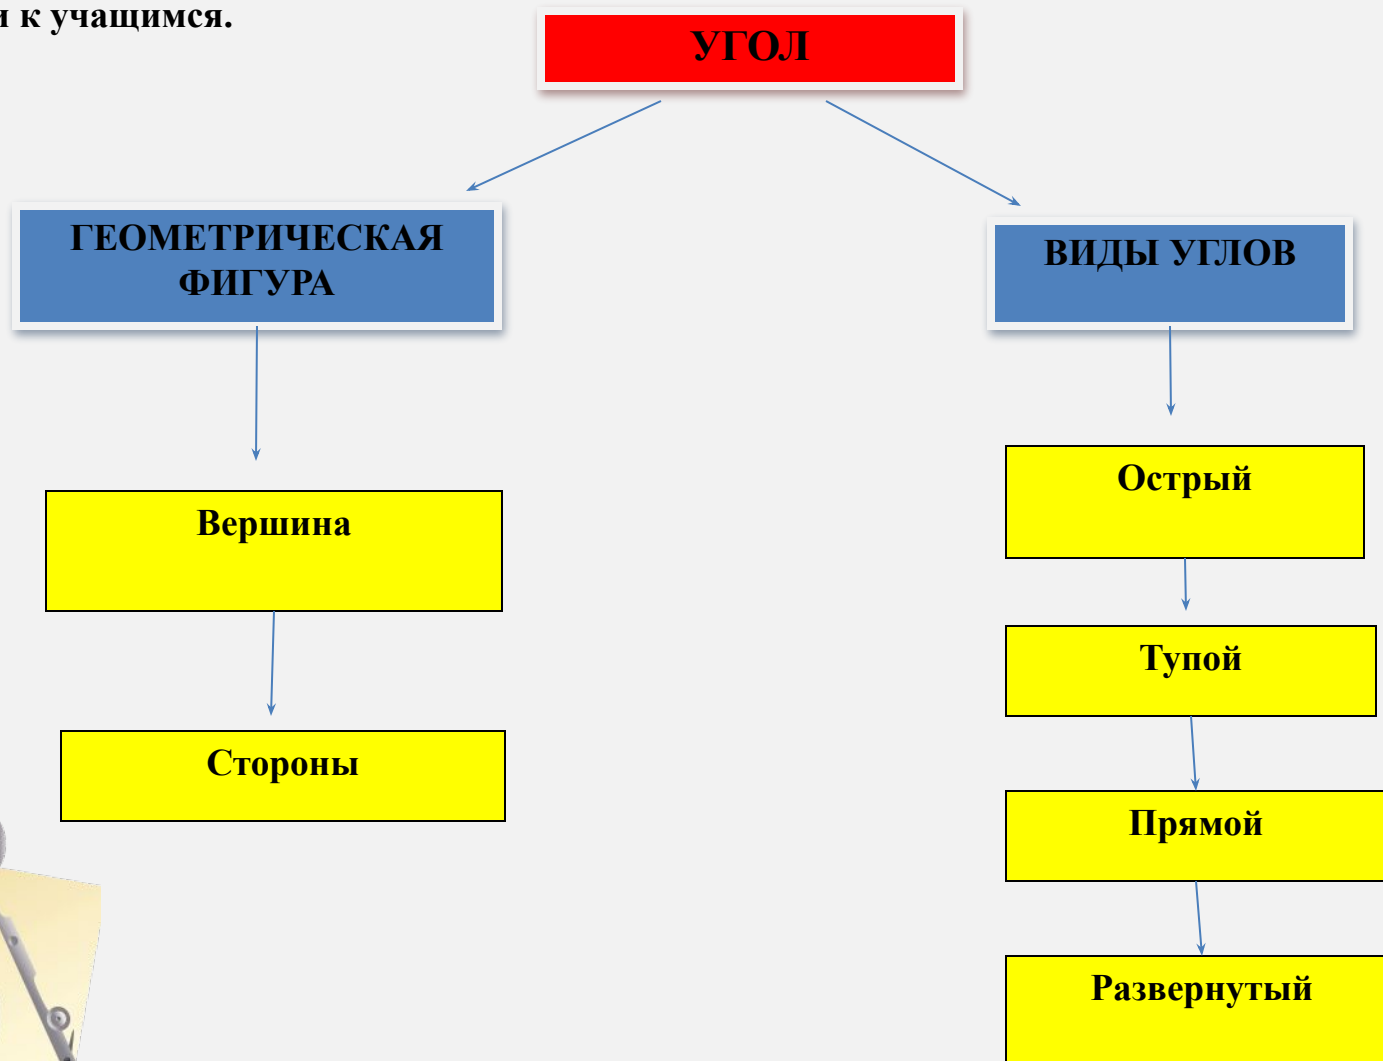 к учащимся.
УГОЛ
ГЕОМЕТРИЧЕСКАЯ
ФИГУРА
ВИДЫ УГЛОВ
Вершина
Стороны
Острый
Тупой
Прямой
Развернутый